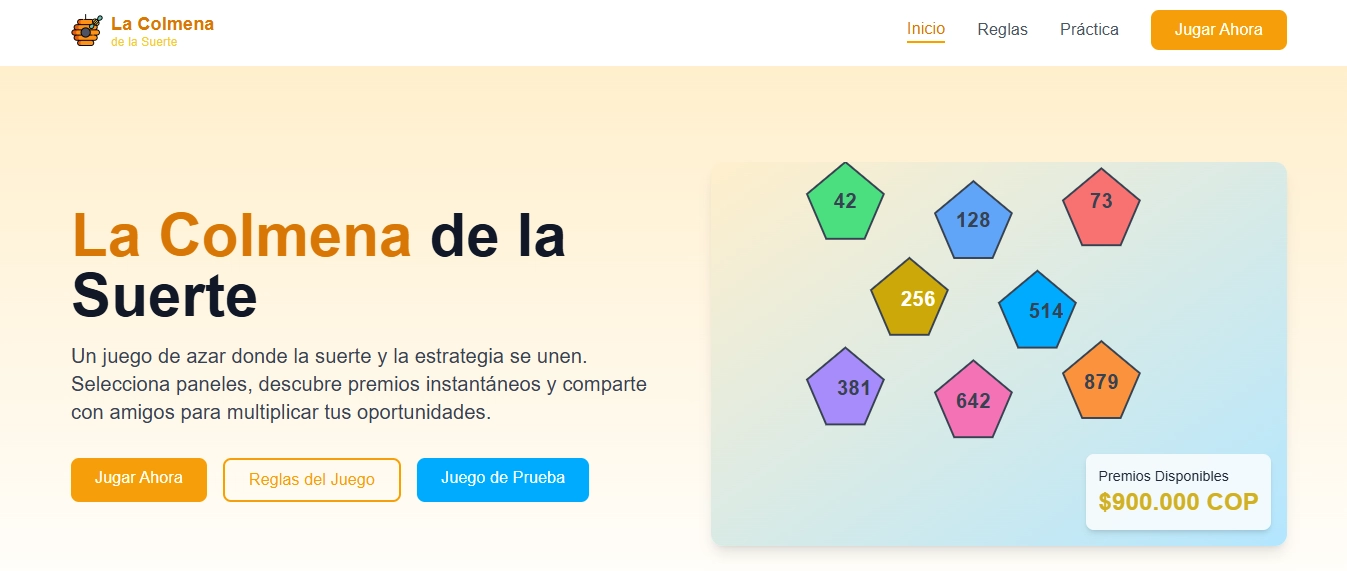 La Colmena
de la Suerte
Inicio
Reglas
Práctica
Jugar Ahora
La Colmena de la
Suerte
Un juego de azar donde la suerte y la estrategia se unen.
Selecciona paneles, descubre premios instantáneos y comparte
con amigos para multiplicar tus oportunidades.
Jugar Ahora
Reglas del Juego
Juego de Prueba
42
128
73
256
514
381
642
879
Premios Disponibles
$900.000 COP